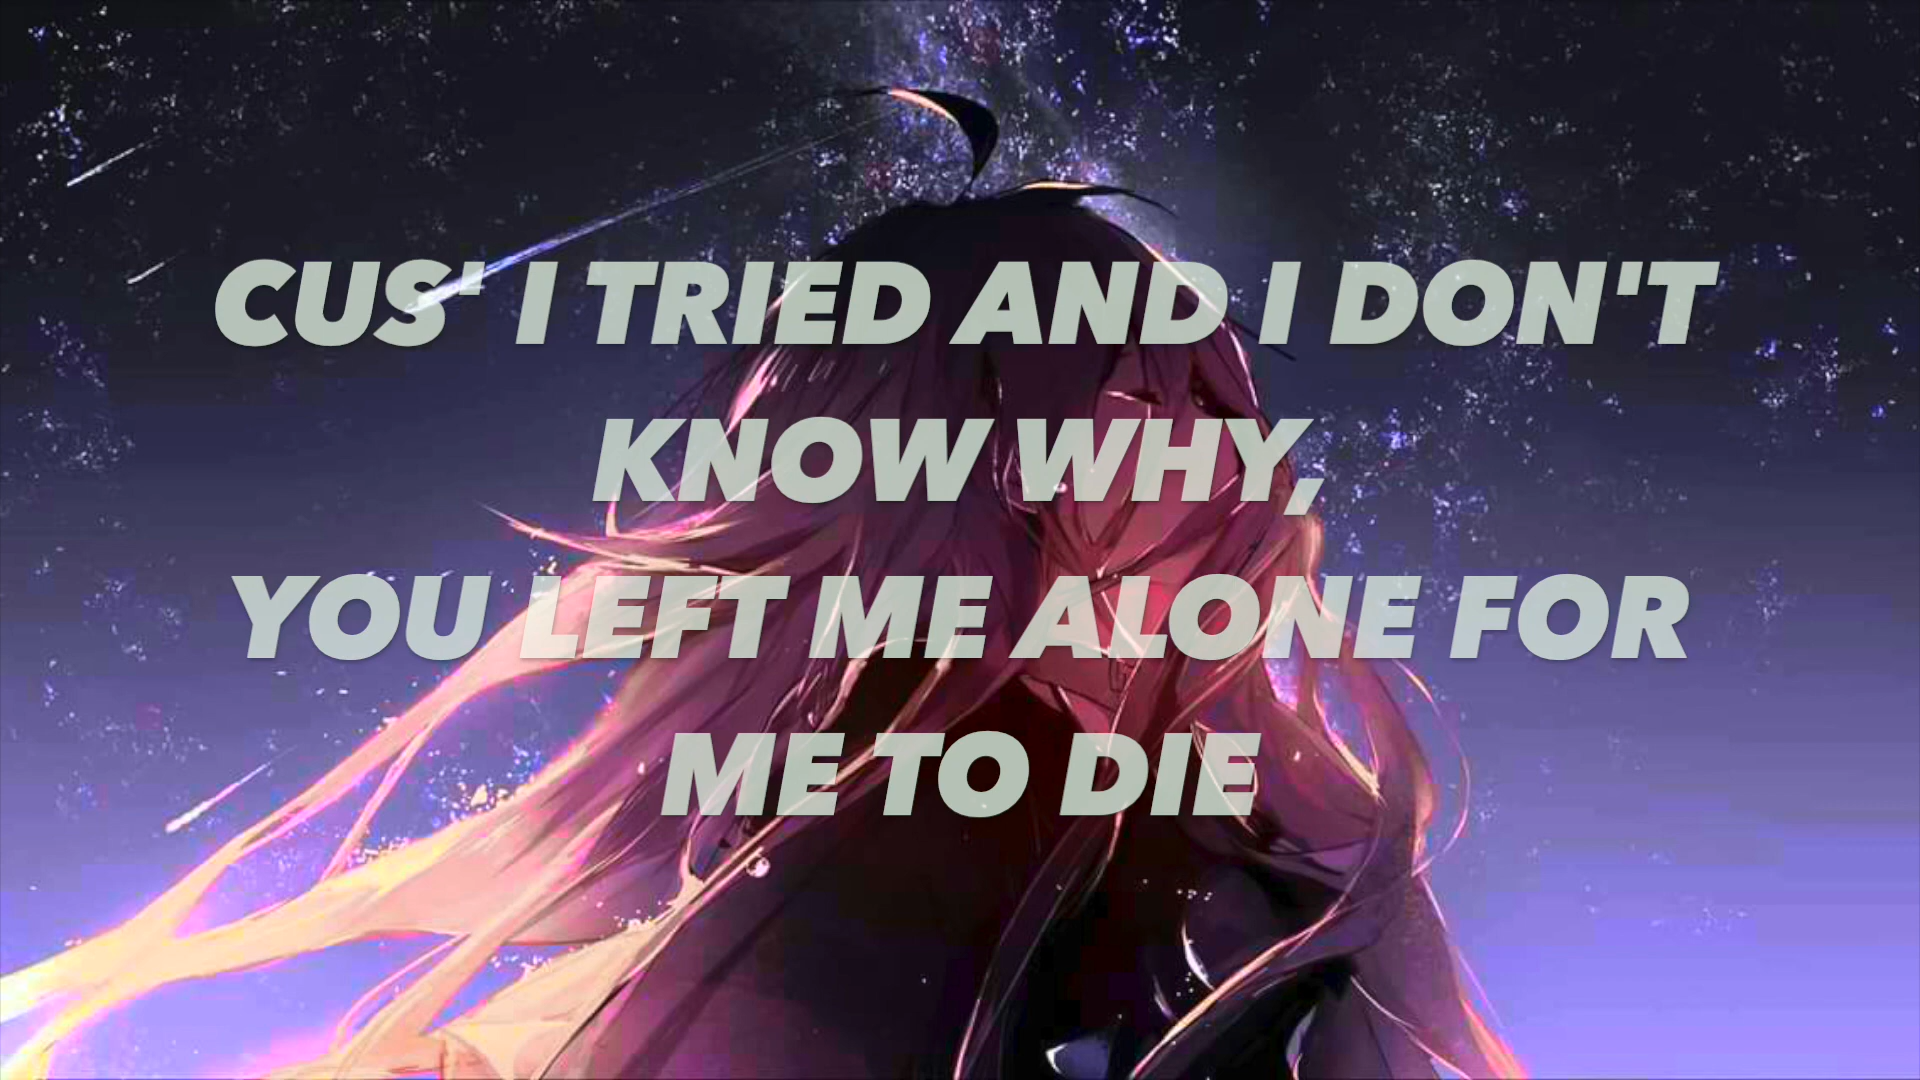 CUS' I TRIED AND I DON'T
KNOW WHY,
YOU LEFT ME ALONE FOR
ME TO DIE